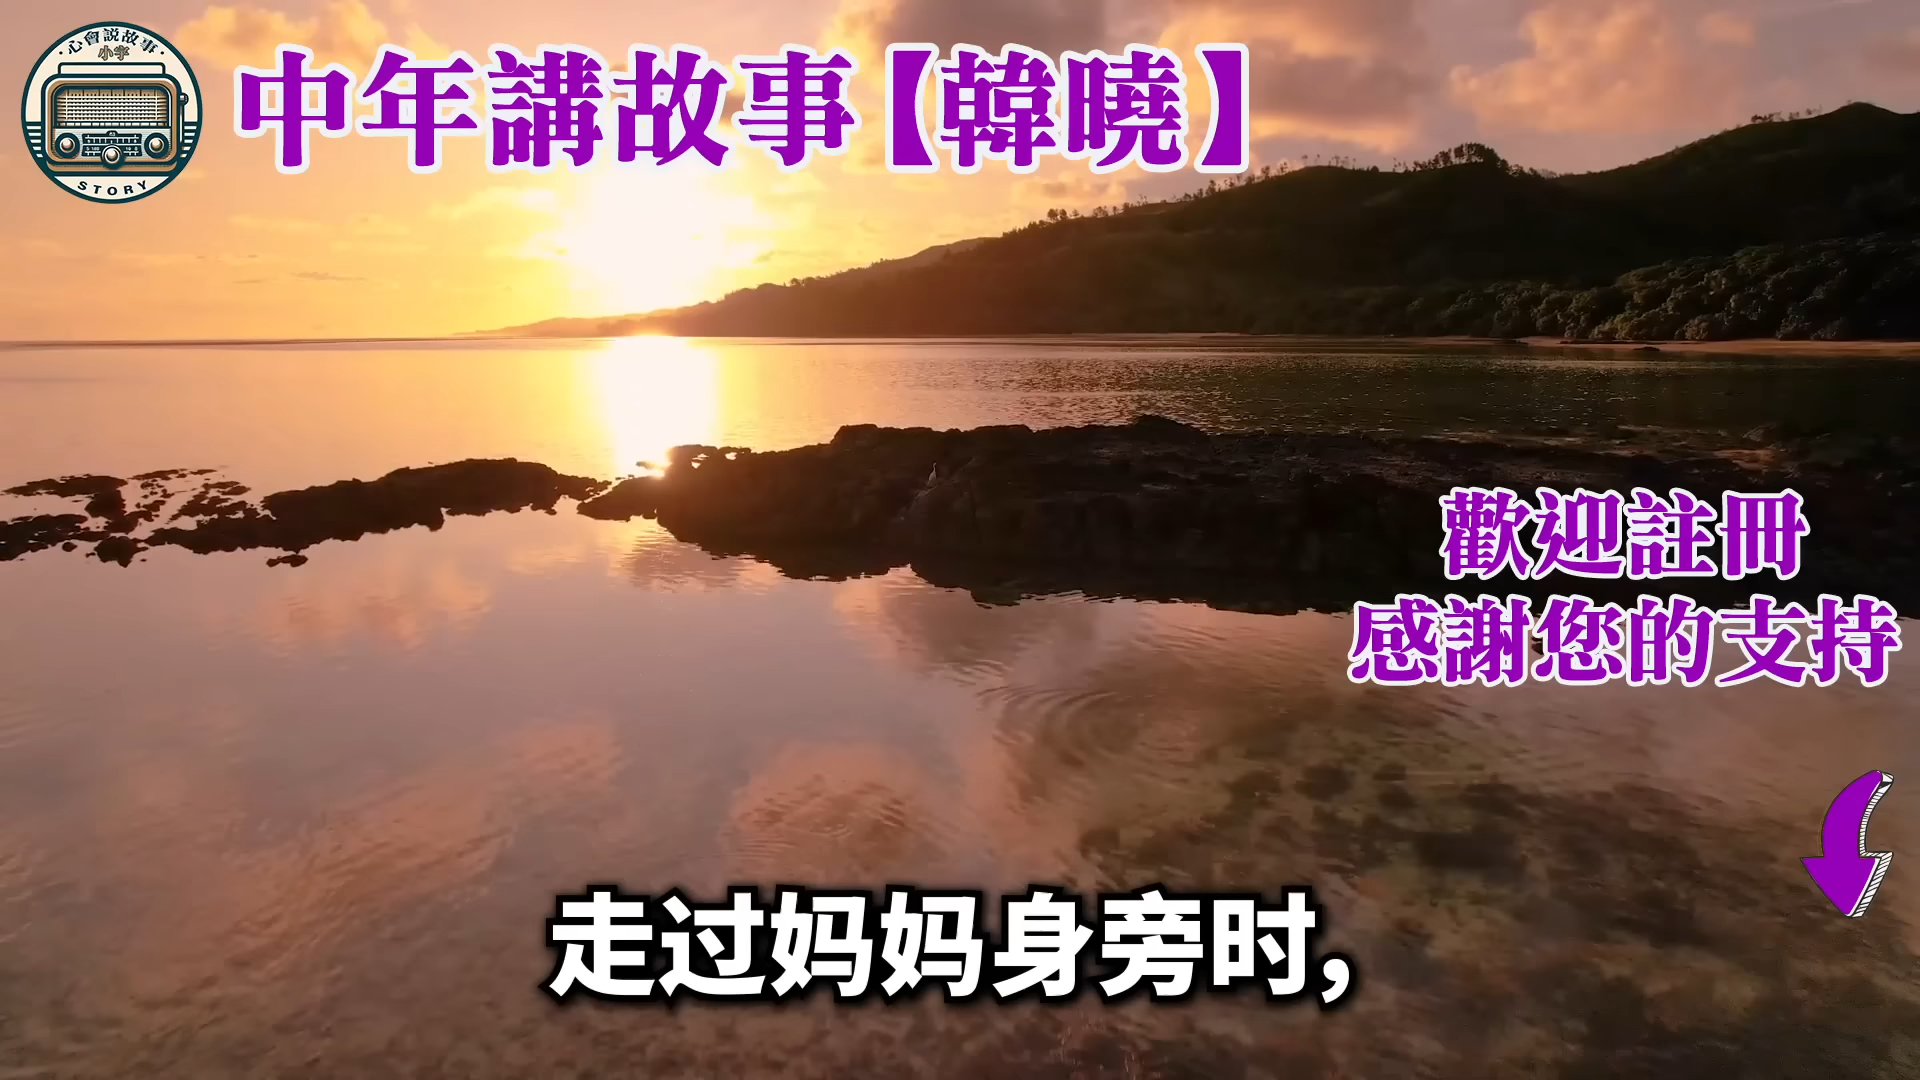 心會説故事
小宇
STORY
中年講故事【韓曉】
歡迎註冊
感謝您的支持
走过妈妈身旁时,